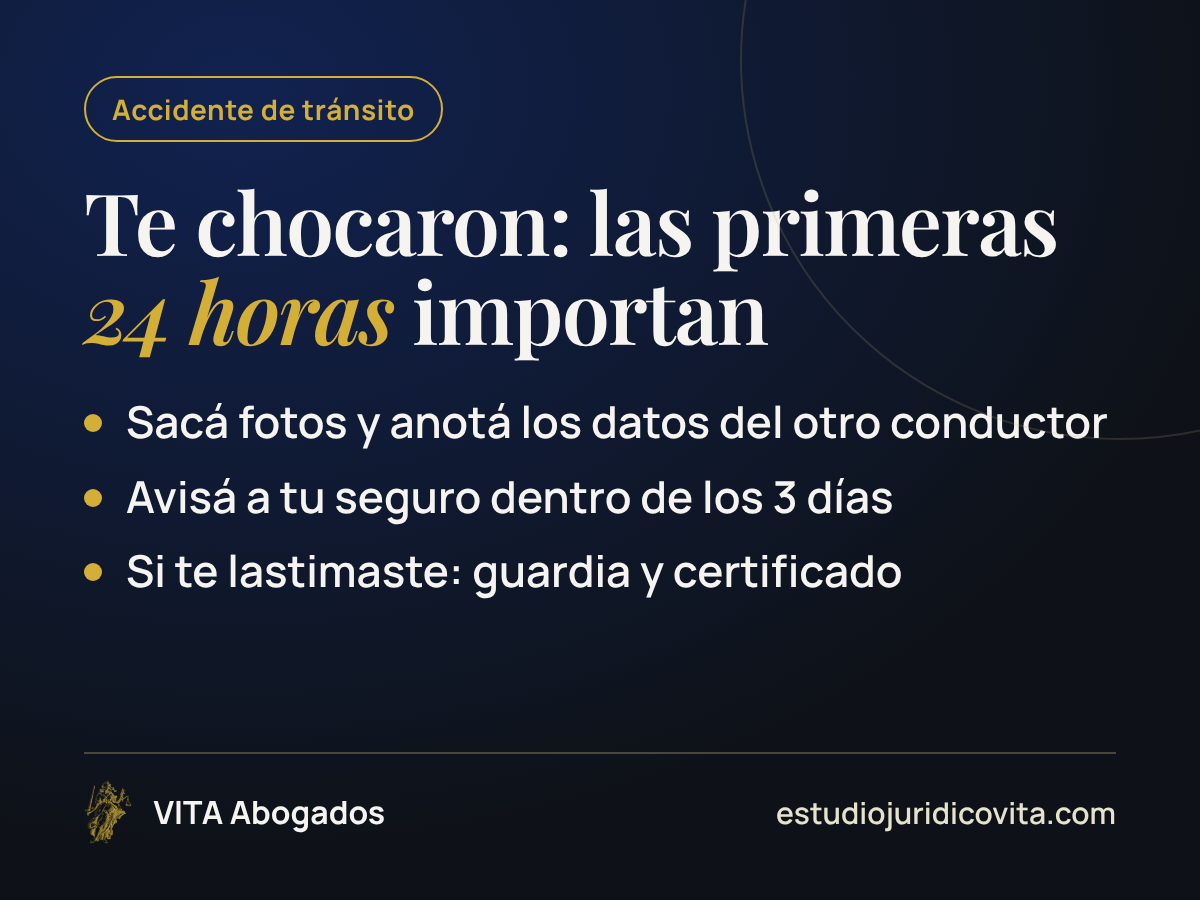 Accidente de tránsito
Te chocaron: las primeras
24 horas importan
Sacá fotos y anotá los datos del otro conductor
Avisá a tu seguro dentro de los 3 días
Si te lastimaste: guardia y certificado
VITA Abogados
estudiojuridicovita.com